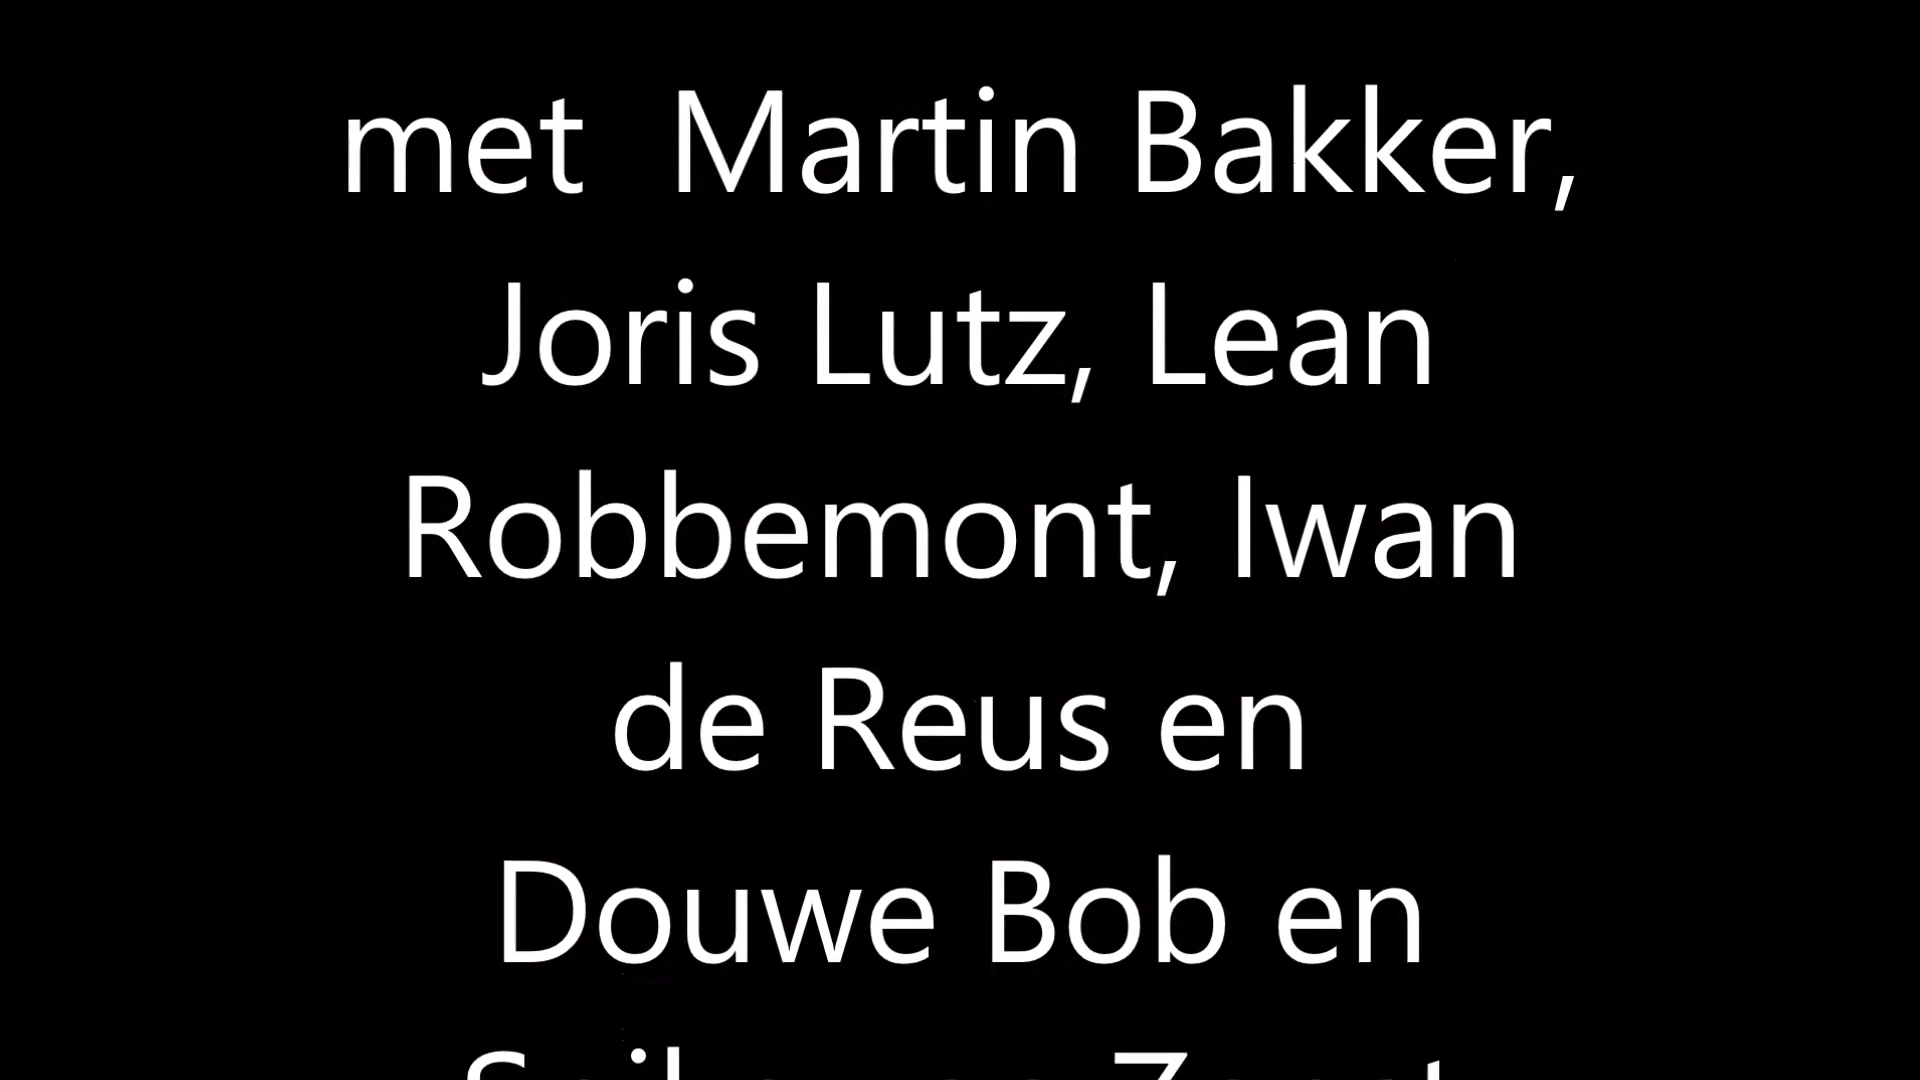 met  Martin Bakker,
Joris Lutz, Lean
Robbemont, Iwan
de Reus en
Douwe Bob en